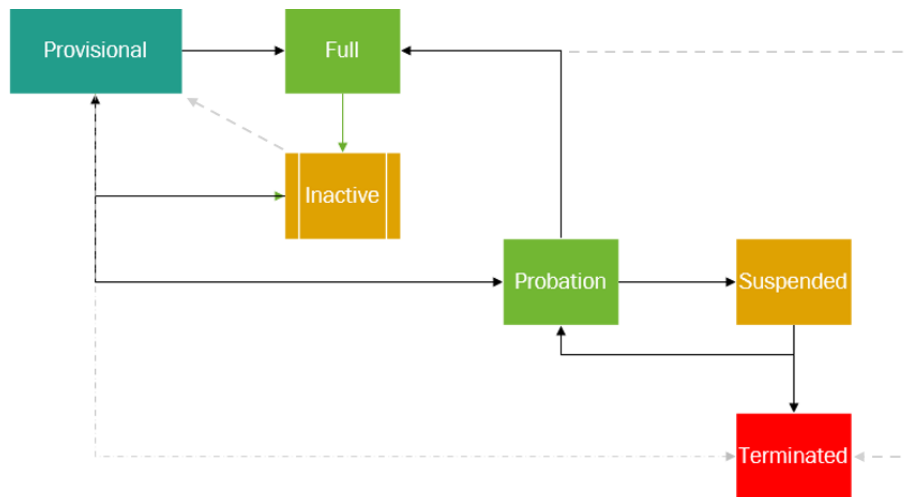 Provisional
Full
Inactive
Probation
Suspended
Terminated